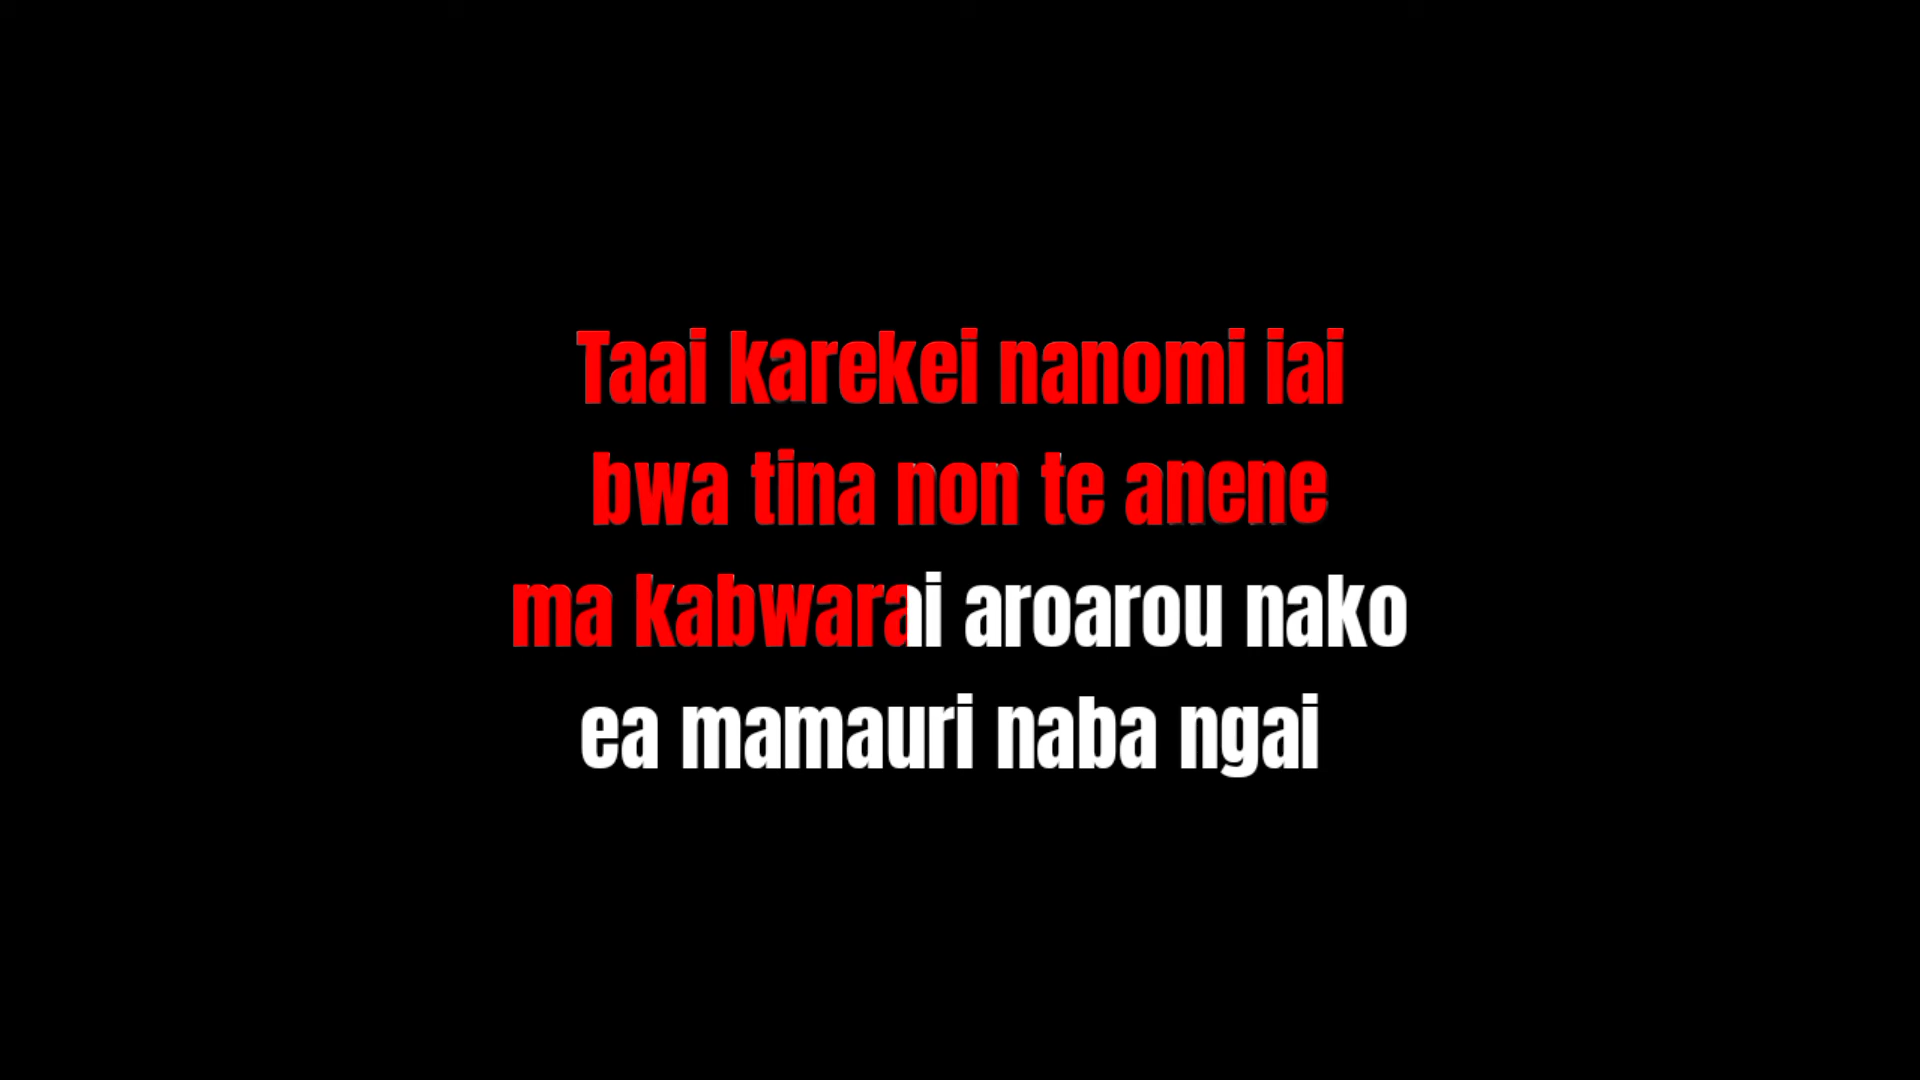 Taai karekei nanomi iai
bwa tina non te anene
ma kabwarai aroarou nako
ea mamauri naba ngai